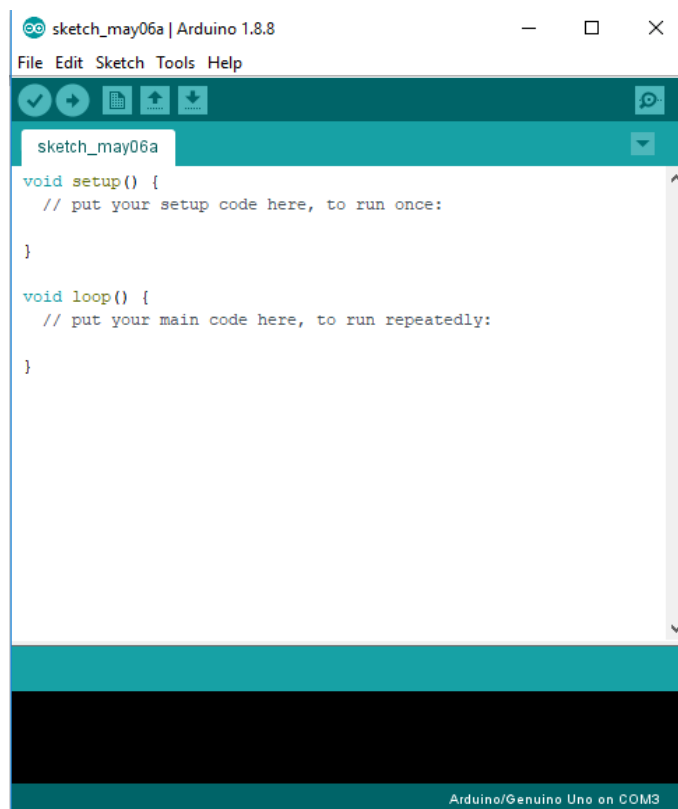 sketch_may06a | Arduino 1.8.8
File Edit Sketch Tools Help
sketch_may06a
void setup() {
  // put your setup code here, to run once:
}
void loop() {
  // put your main code here, to run repeatedly:
}
Arduino/Genuino Uno on COM3